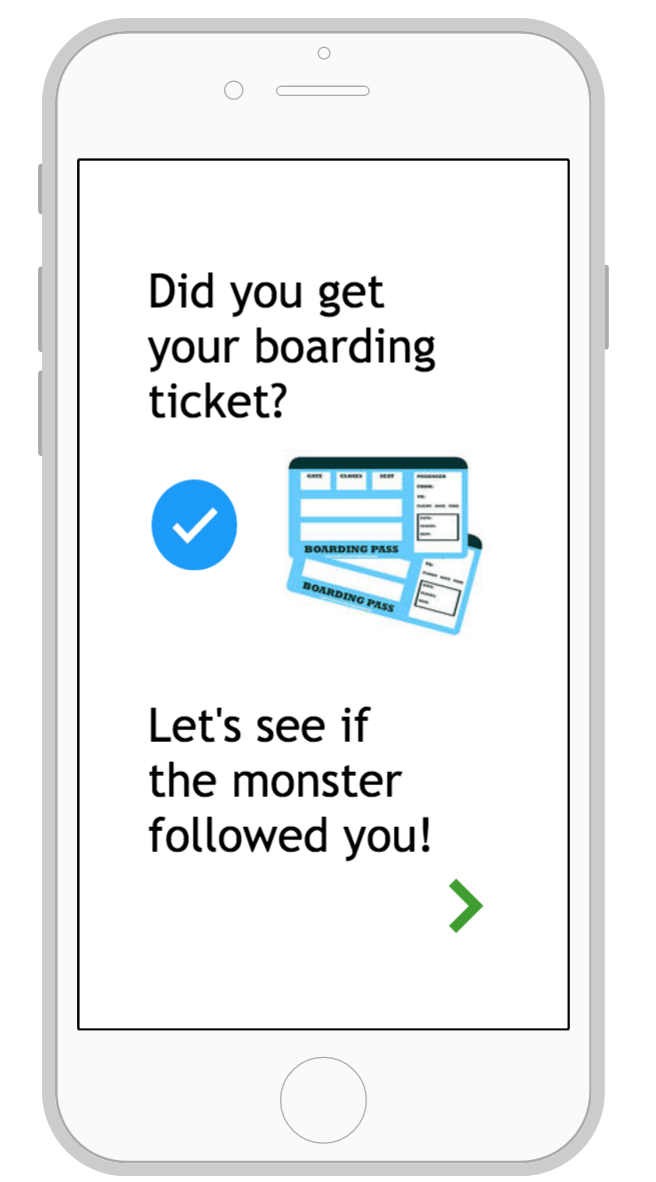 Did you get
your boarding
ticket?
GATE CLOSES SEAT PASSENGER
FROM:
TO:
BOARDING PASS
TO:
BOARDING PASS
Let's see if
the monster
followed you!